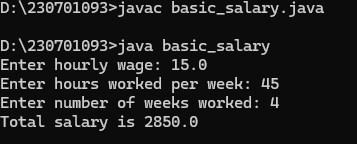 D:\230701093>javac basic_salary.java
D:\230701093>java basic_salary
Enter hourly wage: 15.0
Enter hours worked per week: 45
Enter number of weeks worked: 4
Total salary is 2850.0